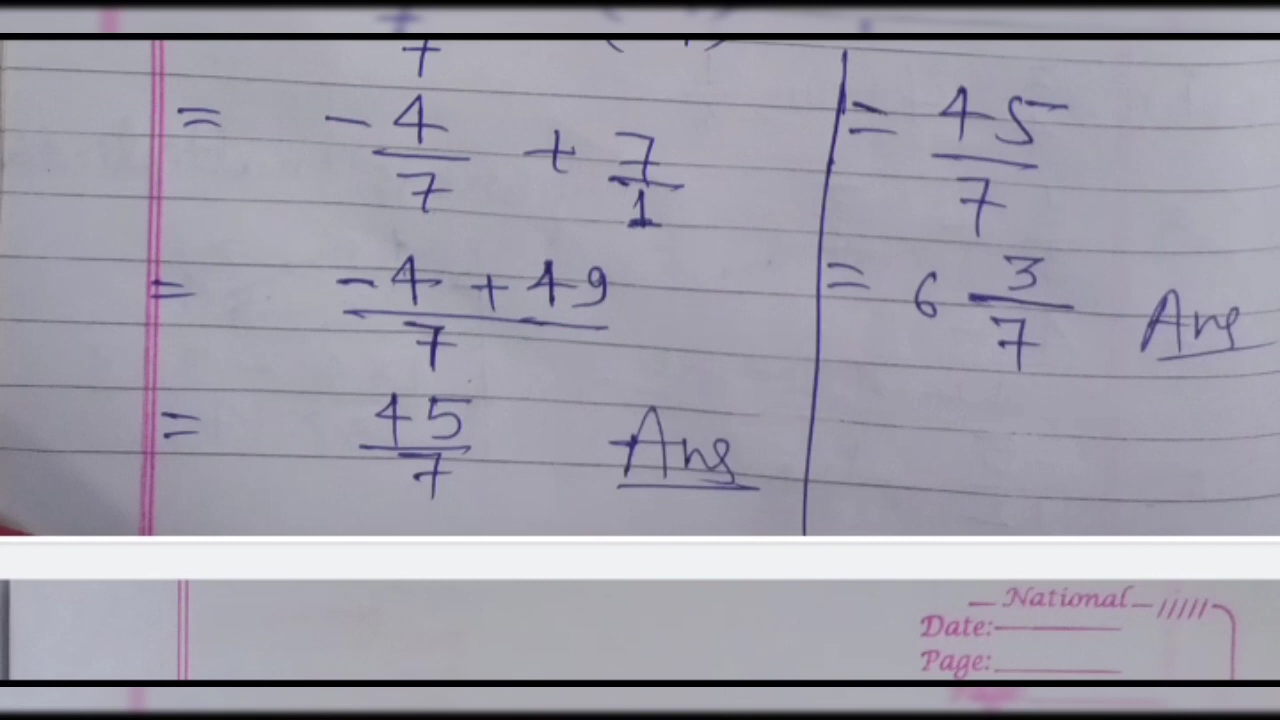 = -4/7 + 7/1
= -4 + 49/7
= 45/7 Ans
= 45/7
= 6 3/7 Ans
National
Date:
Page: